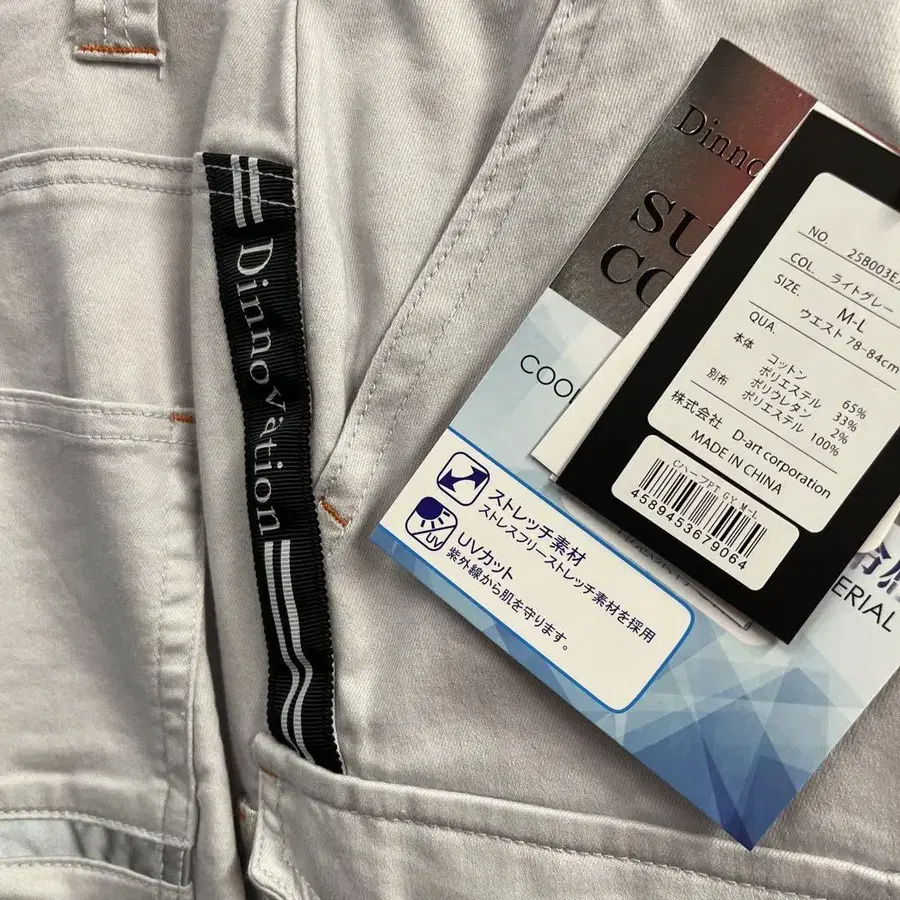 Dinnovation
Dinno
SU
CO
COO
NO. 25B003E
COL. ライトグレー
SIZE. M-L
ウエスト 78-84cm
QUA.
本体 コットン 65%
ポリエステル 33%
ポリウレタン 2%
別布 ポリエステル 100%
株式会社 D-art corporation
MADE IN CHINA
CハーフPT GY M-L
4589453679064
ストレッチ素材
ストレスフリーストレッチ素材を採用
UV
UVカット
紫外線から肌を守ります。
ERIAL